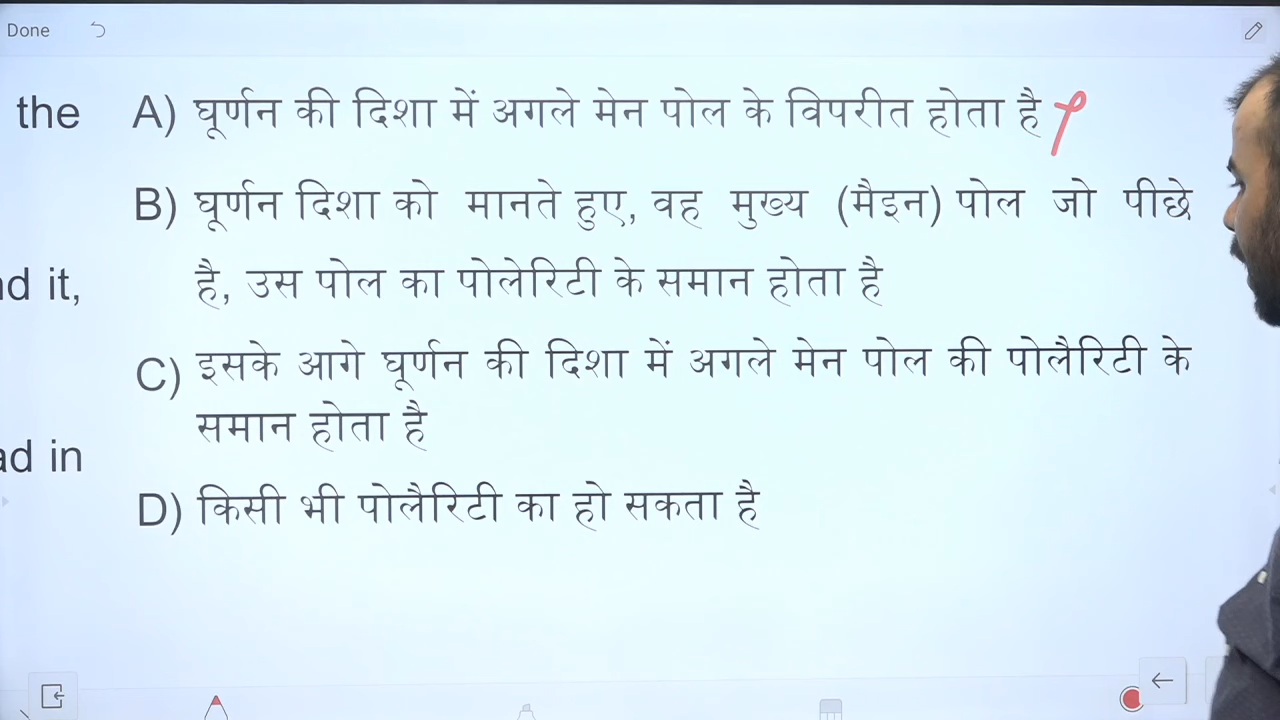 Done
the
A) घूर्णन की दिशा में अगले मेन पोल के विपरीत होता है
B) घूर्णन दिशा को मानते हुए, वह मुख्य (मैइन) पोल जो पीछे
है, उस पोल का पोलेरिटी के समान होता है
it,
C) इसके आगे घूर्णन की दिशा में अगले मेन पोल की पोलैरिटी के
समान होता है
in
D) किसी भी पोलैरिटी का हो सकता है